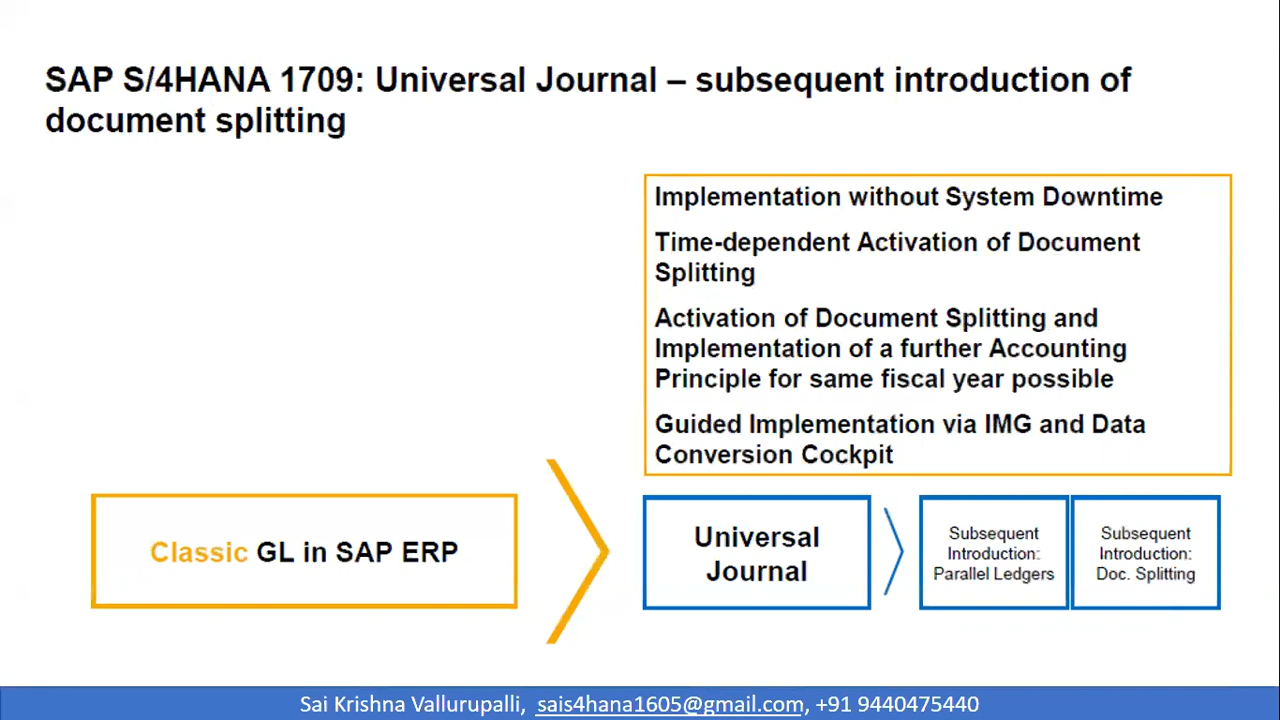 SAP S/4HANA 1709: Universal Journal – subsequent introduction of
document splitting
Implementation without System Downtime
Time-dependent Activation of Document
Splitting
Activation of Document Splitting and
Implementation of a further Accounting
Principle for same fiscal year possible
Guided Implementation via IMG and Data
Conversion Cockpit
Classic GL in SAP ERP
Universal
Journal
Subsequent
Introduction:
Parallel Ledgers
Subsequent
Introduction:
Doc. Splitting
Sai Krishna Vallurupalli, sais4hana1605@gmail.com, +91 9440475440